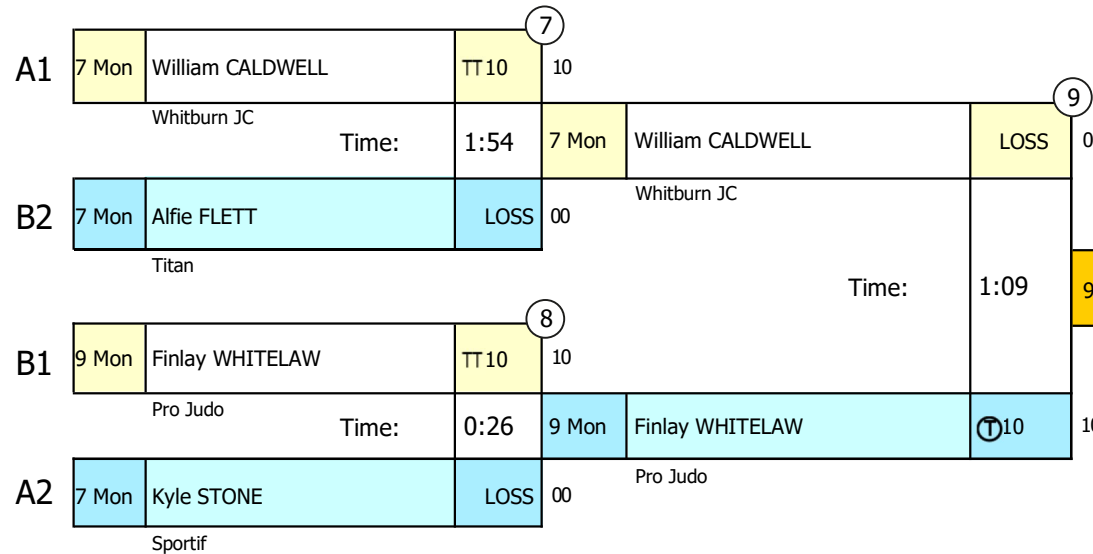 7
A1 7 Mon William CALDWELL TT10 10
9
Whitburn JC
Time: 1:54 7 Mon William CALDWELL LOSS 0
B2 7 Mon Alfie FLETT LOSS 00
Whitburn JC
Titan
Time: 1:09 9
8
B1 9 Mon Finlay WHITELAW TT10 10
Pro Judo
Time: 0:26 9 Mon Finlay WHITELAW T10 10
Pro Judo
A2 7 Mon Kyle STONE LOSS 00
Sportif